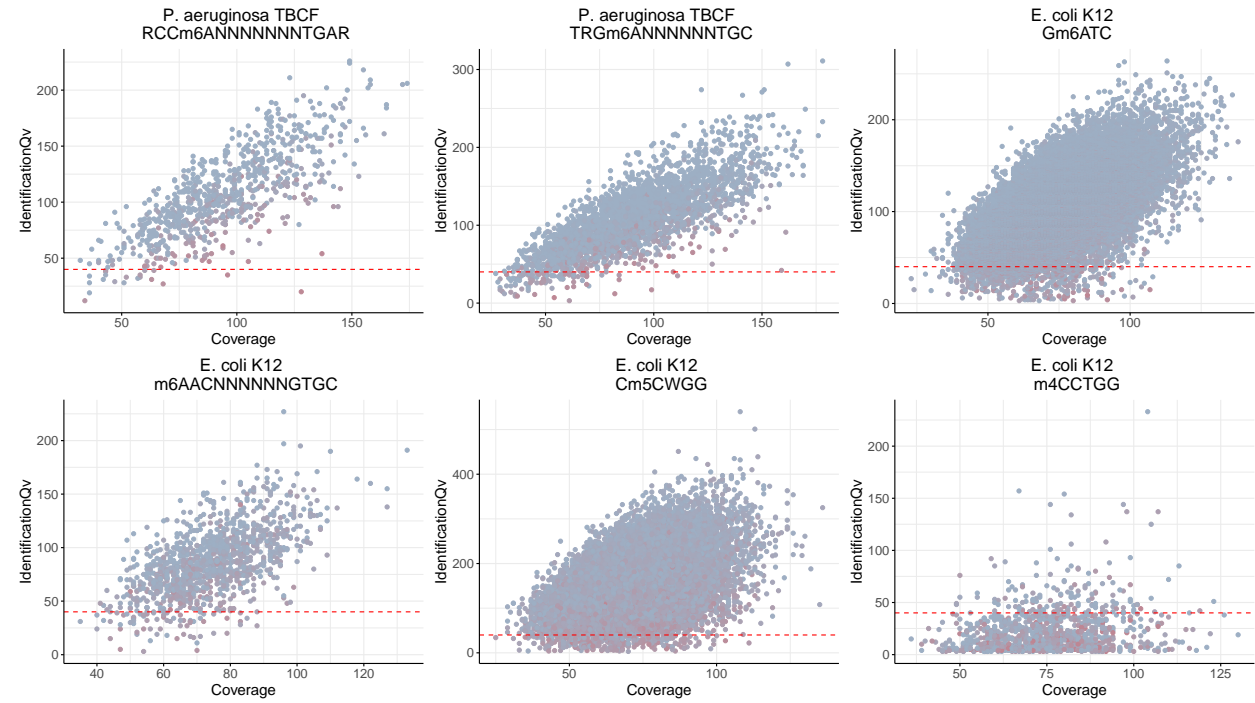 P. aeruginosa TBCF
RCCm6ANNNNNNNTGAR
IdentificationQv
200
150
100
50
50
100
150
Coverage
P. aeruginosa TBCF
TRGm6ANNNNNNTGC
IdentificationQv
300
200
100
0
50
100
150
Coverage
E. coli K12
Gm6ATC
IdentificationQv
200
100
0
50
100
Coverage
E. coli K12
m6AACNNNNNNGTGC
IdentificationQv
200
150
100
50
0
40
60
80
100
120
Coverage
E. coli K12
Cm5CWGG
IdentificationQv
400
200
0
50
100
Coverage
E. coli K12
m4CCTGG
IdentificationQv
200
150
100
50
0
50
75
100
125
Coverage